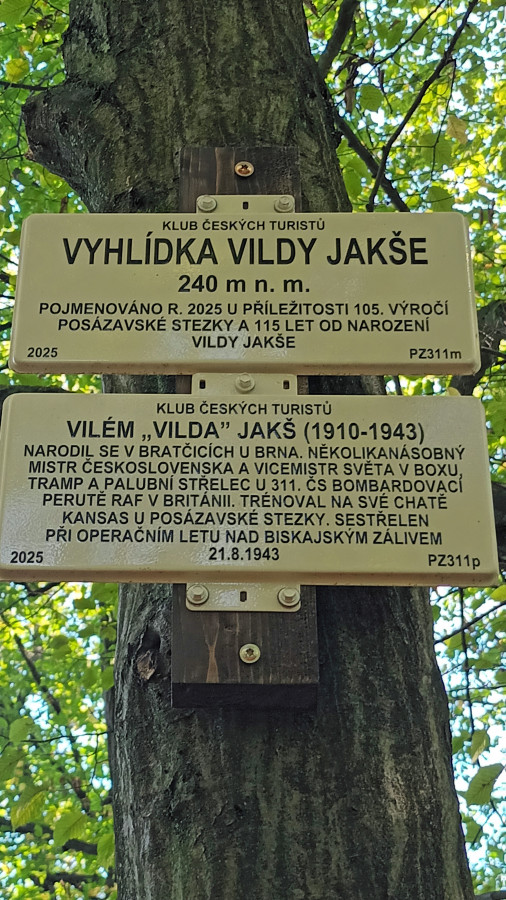 KLUB ČESKÝCH TURISTŮ
VYHLÍDKA VILDY JAKŠE
240 m n. m.
POJMENOVÁNO R. 2025 U PŘÍLEŽITOSTI 105. VÝROČÍ
POSÁZAVSKÉ STEZKY A 115 LET OD NAROZENÍ
VILDY JAKŠE
2025 PZ311m
KLUB ČESKÝCH TURISTŮ
VILÉM „VILDA” JAKŠ (1910-1943)
NARODIL SE V BRATČICÍCH U BRNA. NĚKOLIKANÁSOBNÝ
MISTR ČESKOSLOVENSKA A VICEMISTR SVĚTA V BOXU,
TRAMP A PALUBNÍ STŘELEC U 311. ČS BOMBARDOVACÍ
PERUTĚ RAF V BRITÁNII. TRÉNOVAL NA SVÉ CHATĚ
KANSAS U POSÁZAVSKÉ STEZKY. SESTŘELEN
PŘI OPERAČNÍM LETU NAD BISKAJSKÝM ZÁLIVEM
21.8.1943
2025 PZ311p